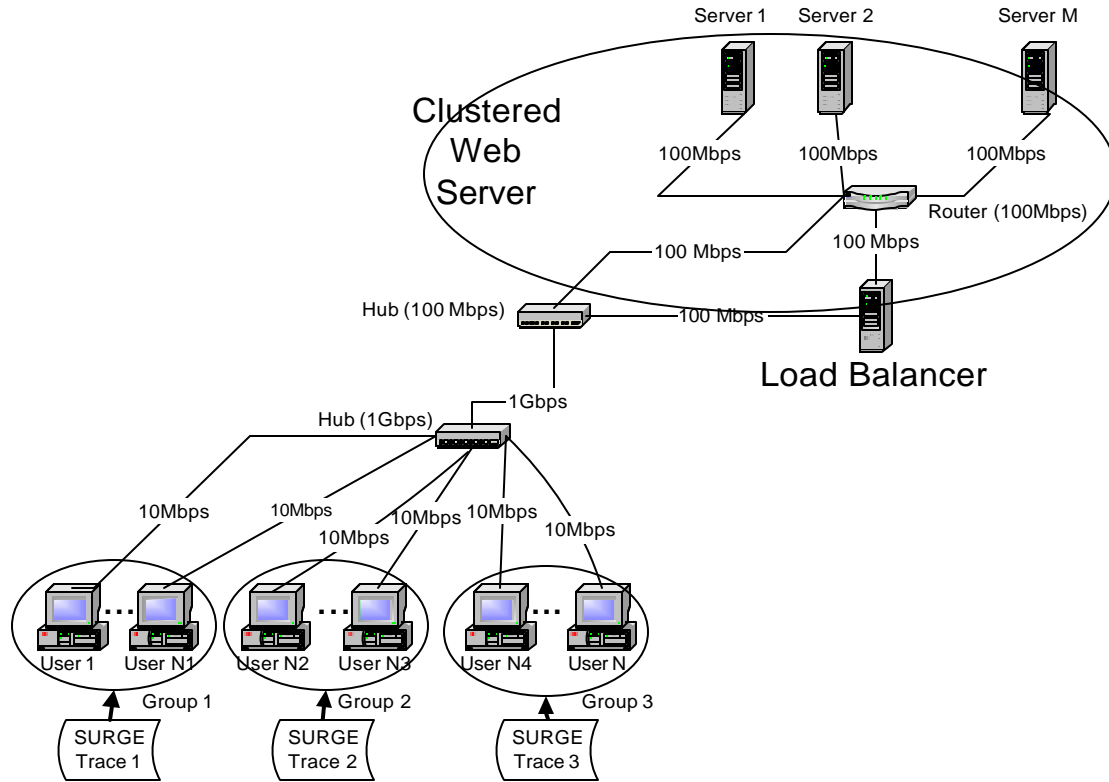 Server 1
Server 2
Server M
Clustered
Web
Server
100Mbps
100Mbps
100Mbps
Router (100Mbps)
100 Mbps
100 Mbps
Hub (100 Mbps)
100 Mbps
Load Balancer
1Gbps
Hub (1Gbps)
10Mbps
10Mbps
10Mbps
10Mbps
10Mbps
10Mbps
...
...
...
User 1
User N1
User N2
User N3
User N4
User N
Group 1
Group 2
Group 3
SURGE
Trace 1
SURGE
Trace 2
SURGE
Trace 3